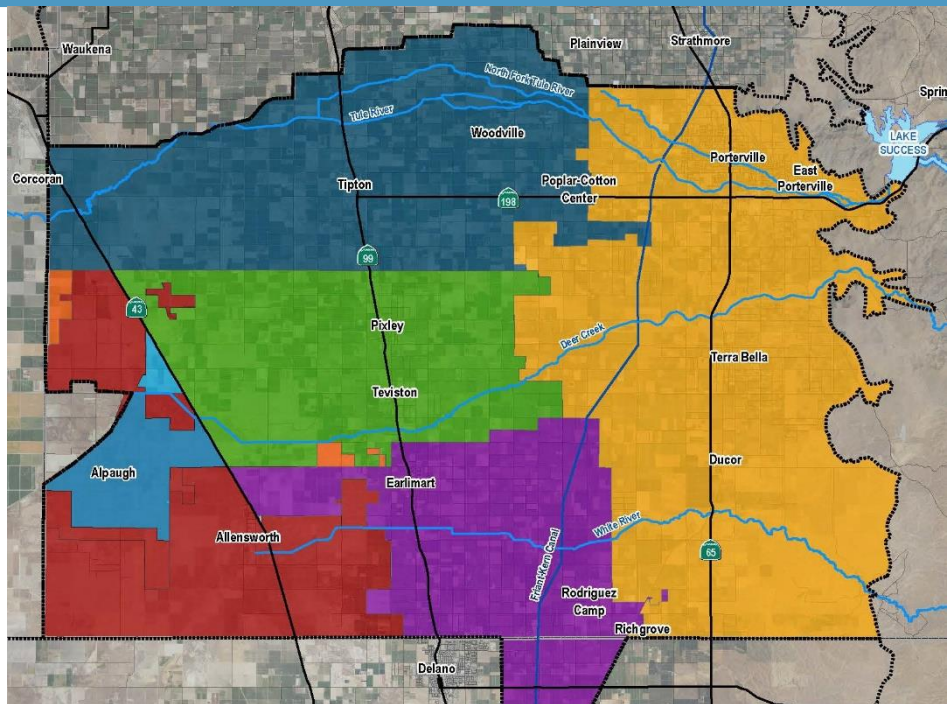 Waukena
Plainview
Strathmore
North Fork Tule River
Sprin
Tule River
LAKE
SUCCESS
Woodville
Porterville
East
Porterville
Corcoran
Tipton
Poplar-Cotton
Center
198
99
43
Pixley
Deer Creek
Terra Bella
Teviston
Alpaugh
Earlimart
Ducor
Allensworth
White River
Friant-Kern Canal
65
Rodriguez
Camp
Richgrove
Delano